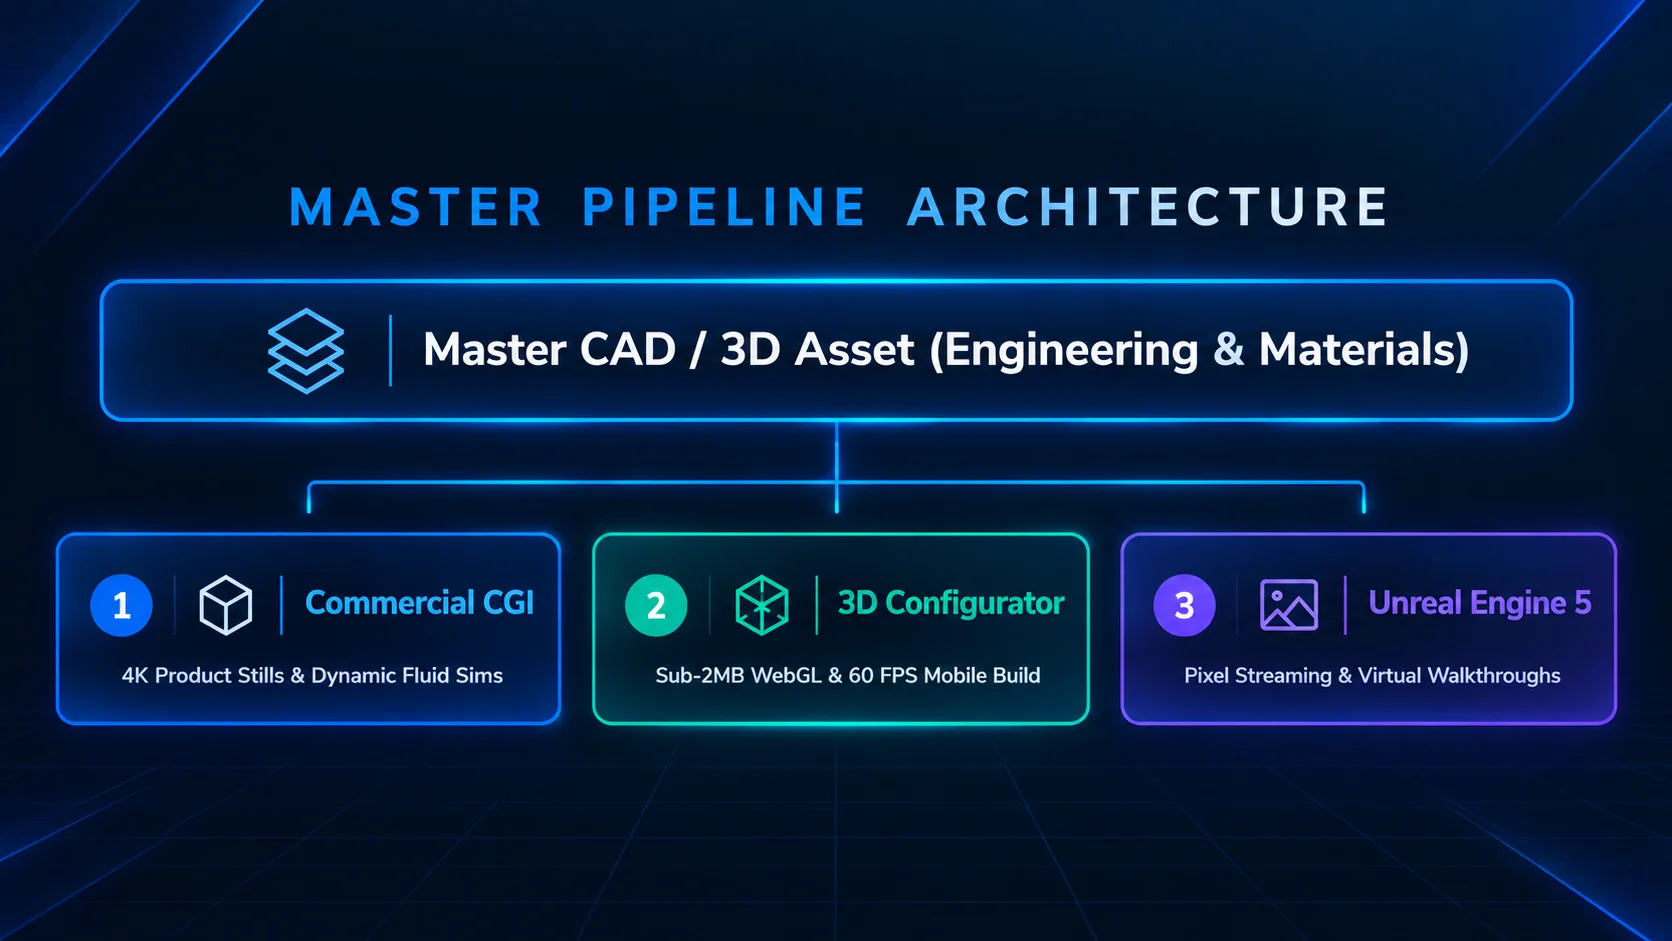 MASTER PIPELINE ARCHITECTURE
Master CAD / 3D Asset (Engineering & Materials)
1 Commercial CGI
4K Product Stills & Dynamic Fluid Sims
2 3D Configurator
Sub-2MB WebGL & 60 FPS Mobile Build
3 Unreal Engine 5
Pixel Streaming & Virtual Walkthroughs